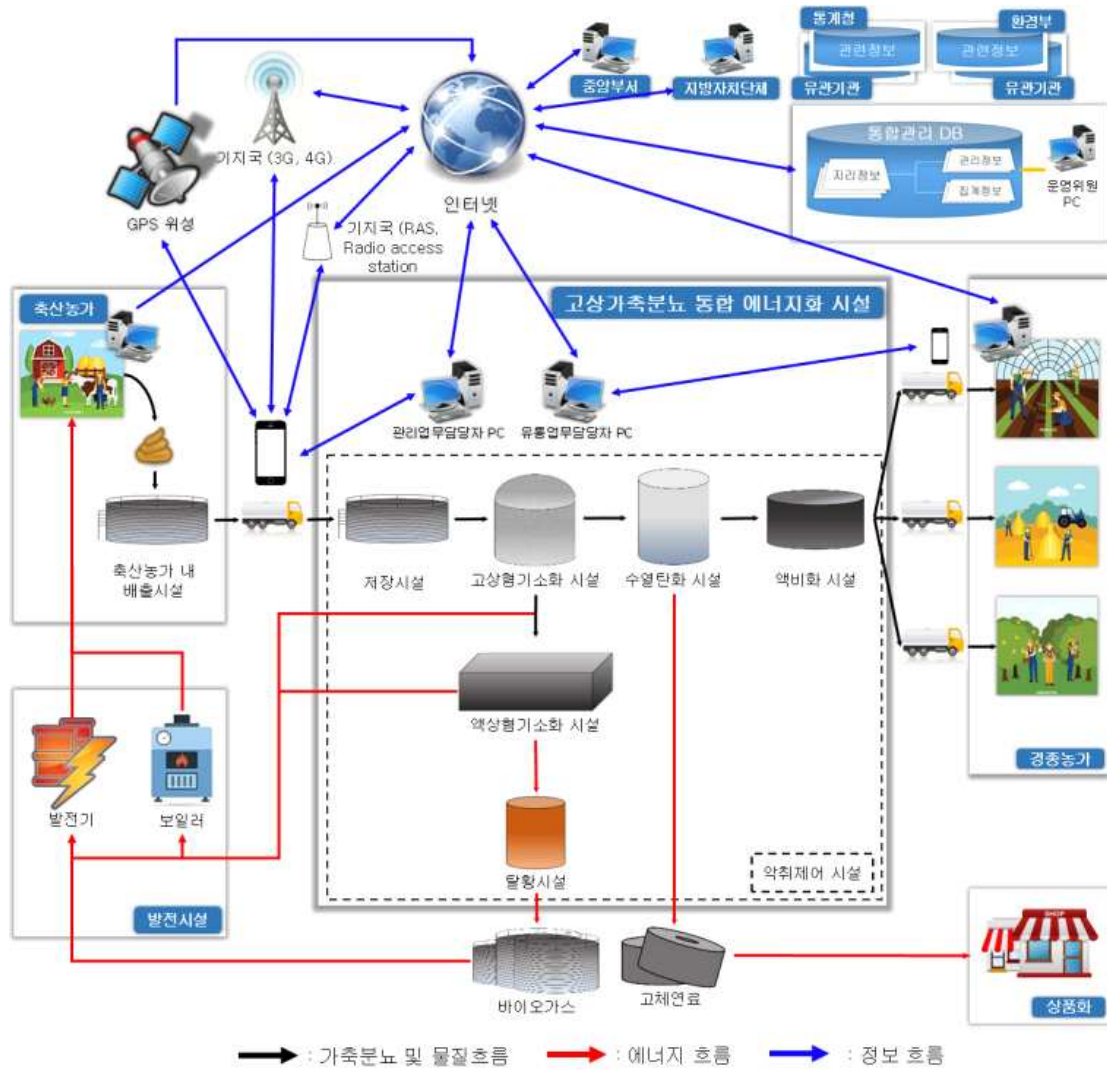 통계청
관련정보
유관기관
환경부
관련정보
유관기관
중앙부서
지방자치단체
통합관리 DB
지리정보
관리정보
집계정보
운영위원
PC
기지국 (3G, 4G)
GPS 위성
인터넷
기지국 (RAS,
Radio access
station
축산농가
고상가축분뇨 통합 에너지화 시설
관리업무담당자 PC
유통업무담당자 PC
축산농가 내
배출시설
저장시설
고상혐기소화 시설
수열탄화 시설
액비화 시설
액상혐기소화 시설
경종농가
발전기
보일러
탈황시설
악취제어 시설
발전시설
SHOP
바이오가스
고체연료
상품화
: 가축분뇨 및 물질흐름
: 에너지 흐름
: 정보 흐름